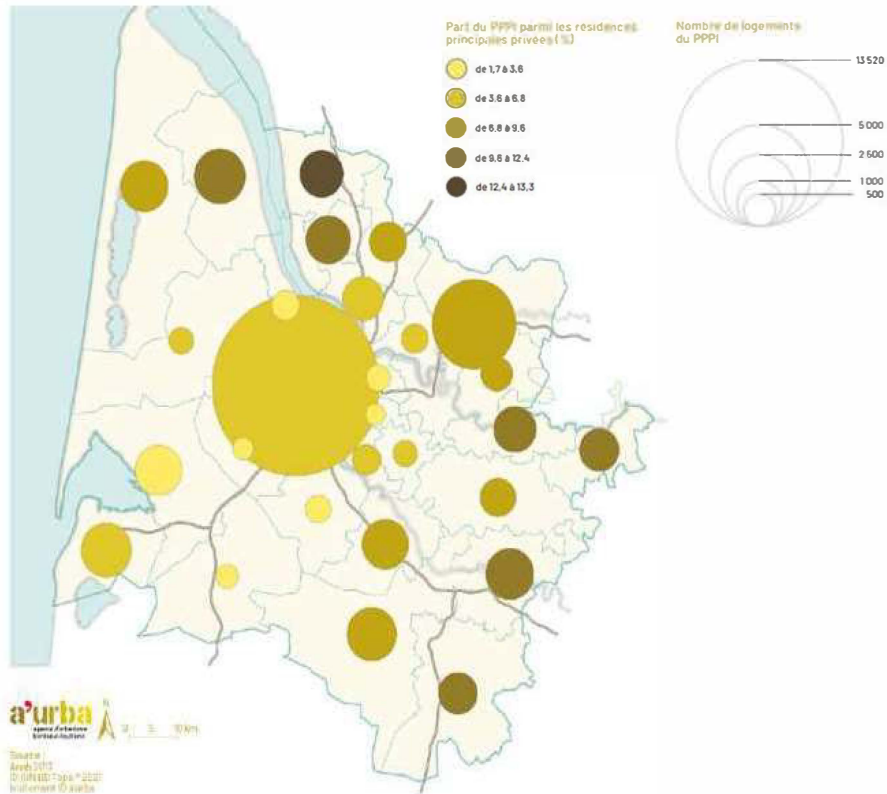 Part du PPPI parmi les résidences
principales privées (%)
de 1,7 à 3,6
de 3,6 à 6,8
de 6,8 à 9,6
de 9,6 à 12,4
de 12,4 à 13,3
Nombre de logements
du PPPI
13 520
5 000
2 500
1 000
500
a'urba
agence d'urbanisme
N
10 km
Source :